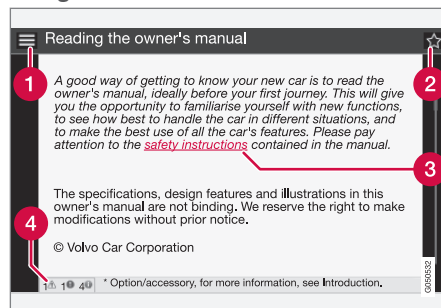 Reading the owner's manual
1
2
A good way of getting to know your new car is to read the
owner's manual, ideally before your first journey. This will give
you the opportunity to familiarise yourself with new functions,
to see how best to handle the car in different situations, and
to make the best use of all the car's features. Please pay
attention to the safety instructions contained in the manual.
3
The specifications, design features and illustrations in this
owner's manual are not binding. We reserve the right to make
modifications without prior notice.
4
© Volvo Car Corporation
1 1 4 * Option/accessory, for more information, see Introduction.
G050532